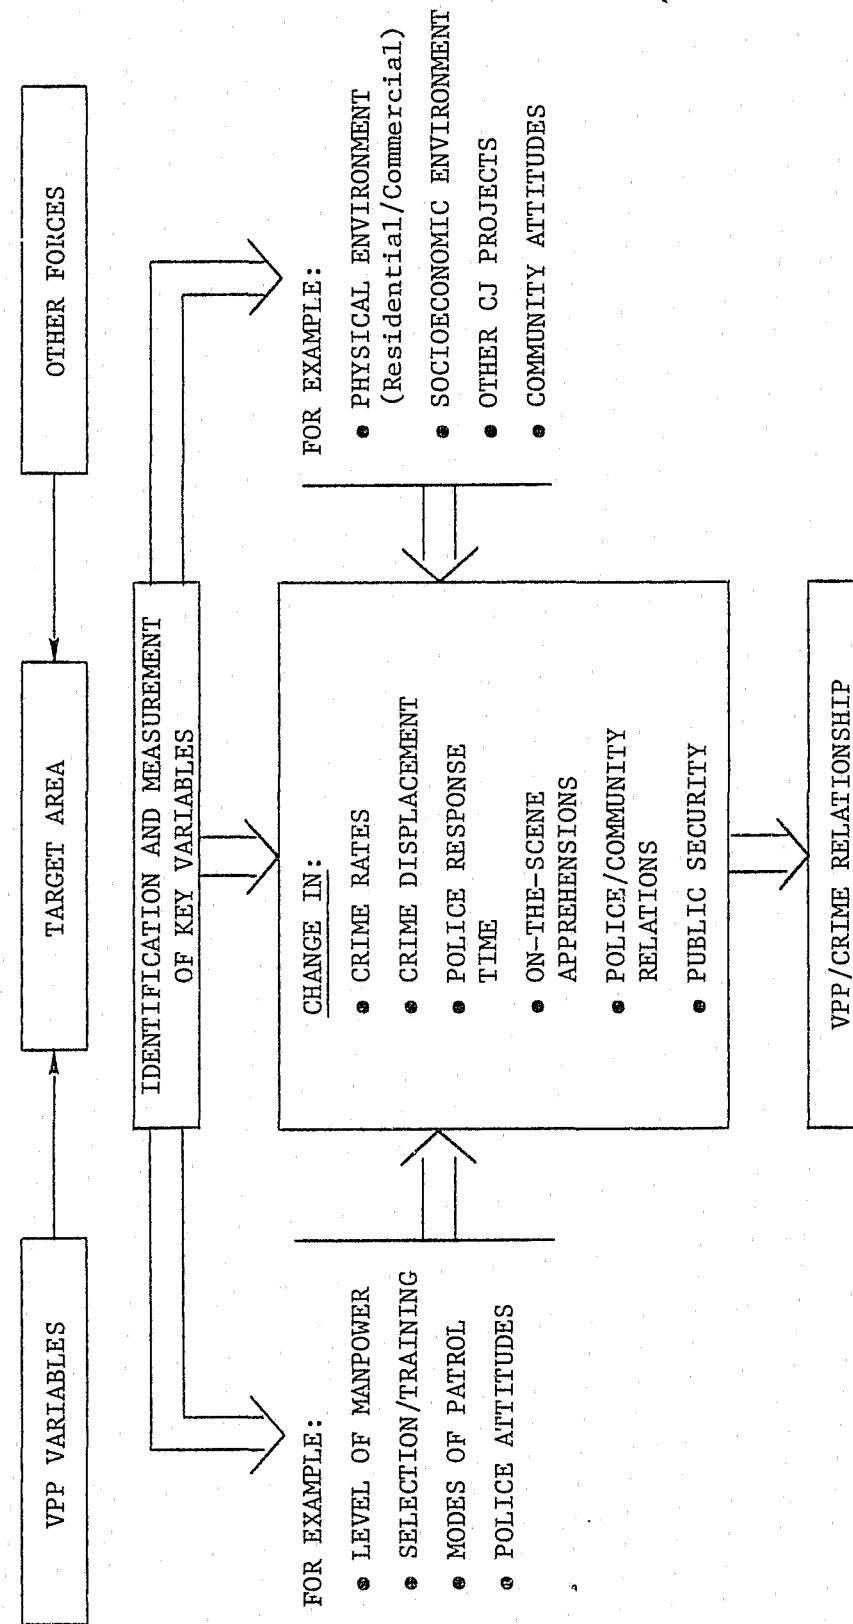 VPP VARIABLES
TARGET AREA
OTHER FORCES
IDENTIFICATION AND MEASUREMENT
OF KEY VARIABLES
FOR EXAMPLE:
● LEVEL OF MANPOWER
● SELECTION/TRAINING
● MODES OF PATROL
● POLICE ATTITUDES
CHANGE IN:
● CRIME RATES
● CRIME DISPLACEMENT
● POLICE RESPONSE
TIME
● ON-THE-SCENE
APPREHENSIONS
● POLICE/COMMUNITY
RELATIONS
● PUBLIC SECURITY
FOR EXAMPLE:
● PHYSICAL ENVIRONMENT
(Residential/Commercial)
● SOCIOECONOMIC ENVIRONMENT
● OTHER CJ PROJECTS
● COMMUNITY ATTITUDES
VPP/CRIME RELATIONSHIP